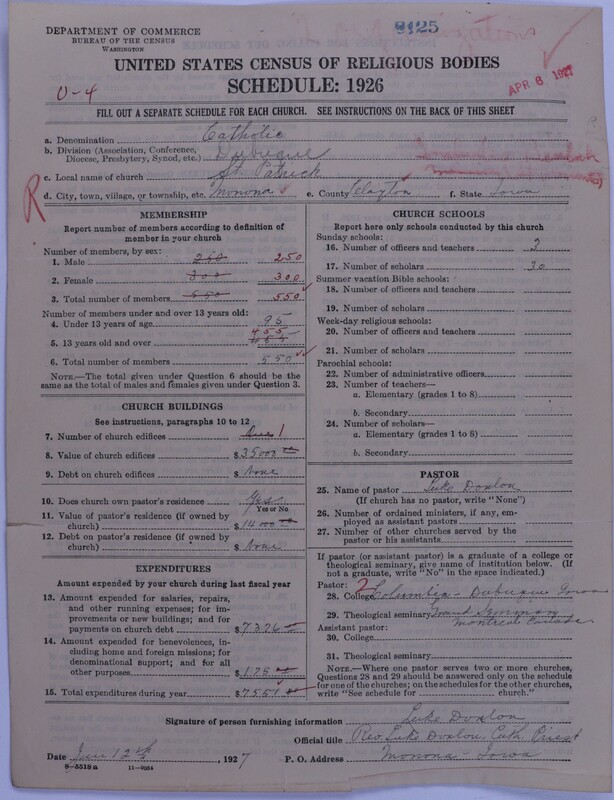 DEPARTMENT OF COMMERCE
BUREAU OF THE CENSUS
WASHINGTON
9125
UNITED STATES CENSUS OF RELIGIOUS BODIES
SCHEDULE: 1926
U-4
APR 8 1927
FILL OUT A SEPARATE SCHEDULE FOR EACH CHURCH. SEE INSTRUCTIONS ON THE BACK OF THIS SHEET
a. Denomination Catholic
b. Division (Association, Conference, Diocese, Presbytery, Synod, etc.) Dubuque
c. Local name of church St. Patrick
d. City, town, village, or township, etc. Monona e. County Clayton f. State Iowa
R
MEMBERSHIP
Report number of members according to definition of
member in your church
Number of members, by sex:
1. Male 250 250
2. Female 300 300
3. Total number of members 550 550
Number of members under and over 13 years old:
4. Under 13 years of age 95
455
5. 13 years old and over
6. Total number of members 550
NOTE.—The total given under Question 6 should be
same as the total of males and females given under Question 3.
CHURCH BUILDINGS
See instructions, paragraphs 10 to 12
7. Number of church edifices One 1
8. Value of church edifices $35000
9. Debt on church edifices $ None
10. Does church own pastor's residence Yes
Yes or No
11. Value of pastor's residence (if owned by
church) $14000
12. Debt on pastor's residence (if owned by
church) $ None
EXPENDITURES
Amount expended by your church during last fiscal year
13. Amount expended for salaries, repairs,
and other running expenses; for im-
provements or new buildings; and for
payments on church debt $7376
14. Amount expended for benevolences,
including home and foreign missions; for
denominational support; and for all
other purposes $175
15. Total expenditures during year $7551
CHURCH SCHOOLS
Report here only schools conducted by this church
Sunday schools:
16. Number of officers and teachers 2
17. Number of scholars 30
Summer vacation Bible schools:
18. Number of officers and teachers
19. Number of scholars
Week-day religious schools:
20. Number of officers and teachers
21. Number of scholars
Parochial schools:
22. Number of administrative officers
23. Number of teachers—
a. Elementary (grades 1 to 8)
b. Secondary
24. Number of scholars—
a. Elementary (grades 1 to 8)
b. Secondary
PASTOR
25. Name of pastor Luke Donlon
(If church has no pastor, write "None")
26. Number of ordained ministers, if any, em-
ployed as assistant pastors
27. Number of other churches served by the
pastor or his assistants
If pastor (or assistant pastor) is a graduate of a college or
theological seminary, give name of institution below. (If
not a graduate, write "No" in the space indicated.)
Pastor: 2
28. College Columbia - Dubuque Iowa
29. Theological seminary Grand Seminary
Montreal Canada
Assistant pastor:
30. College
31. Theological seminary
NOTE.—Where one pastor serves two or more churches,
Questions 28 and 29 should be answered only on the schedule
for one of the churches; on the schedules for the other churches,
write "See schedule for church."
Signature of person furnishing information Luke Donlon
Official title Rev. Luke Donlon Cath Priest
Date Jan 12th, 1927 P. O. Address Monona - Iowa
8-5518a 11-9054